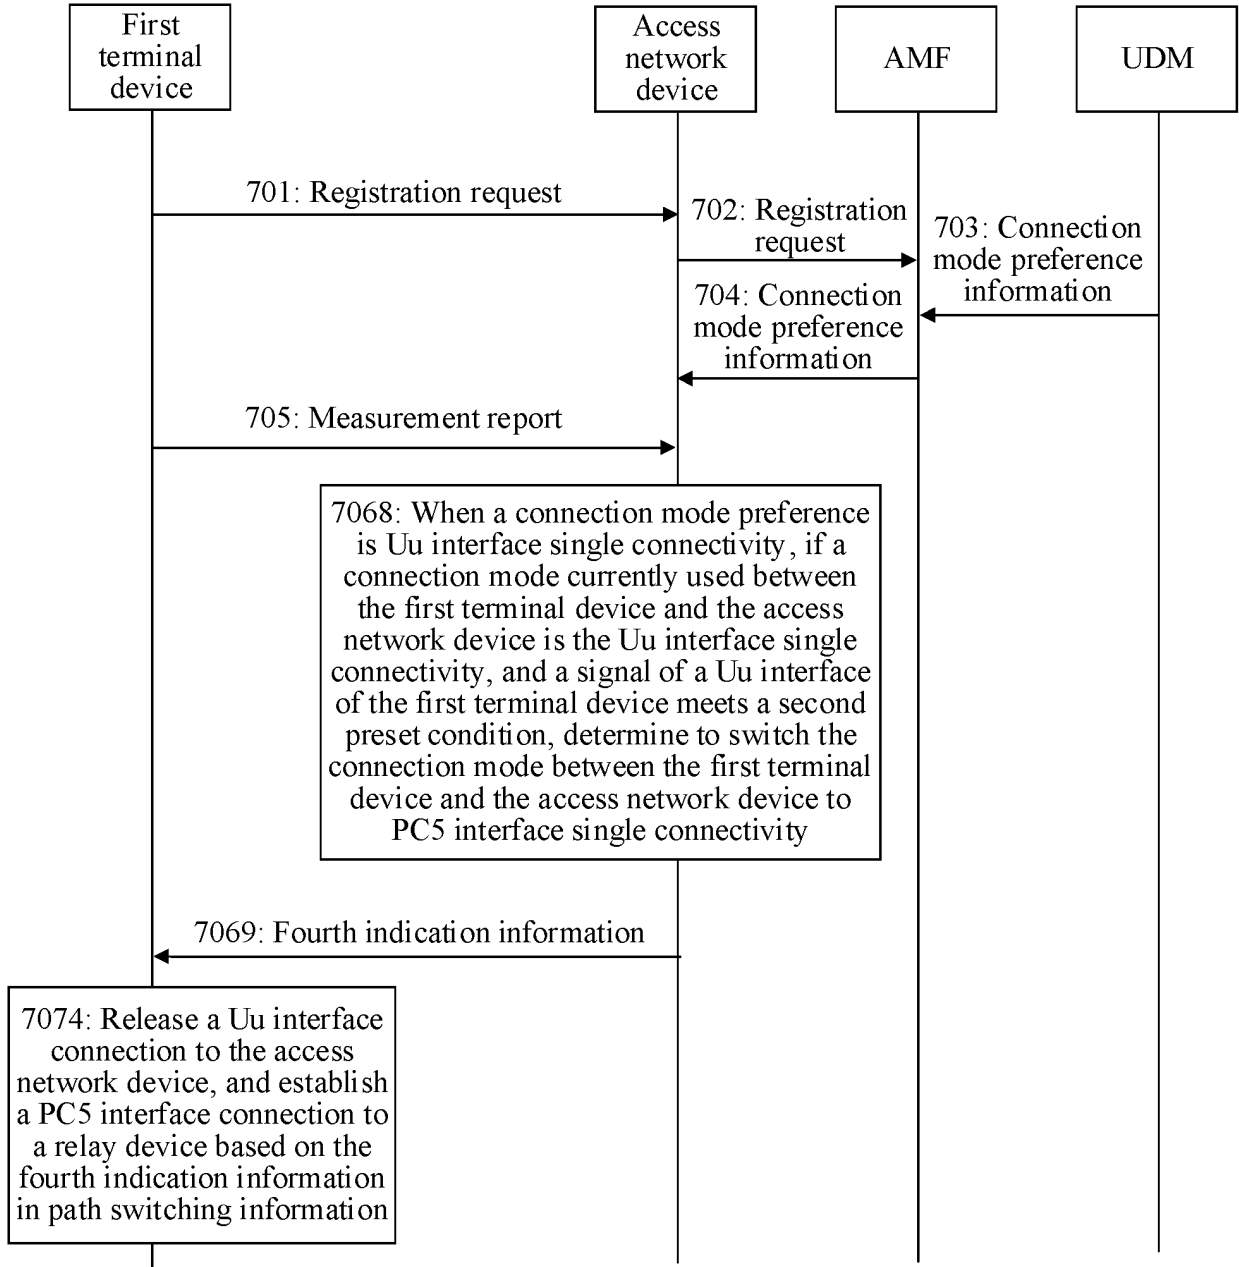 First
terminal
device
Access
network
device
AMF
UDM
701: Registration request
702: Registration
request
703: Connection
mode preference
information
704: Connection
mode preference
information
705: Measurement report
7068: When a connection mode preference
is Uu interface single connectivity, if a
connection mode currently used between
the first terminal device and the access
network device is the Uu interface single
connectivity, and a signal of a Uu interface
of the first terminal device meets a second
preset condition, determine to switch the
connection mode between the first terminal
device and the access network device to
PC5 interface single connectivity
7069: Fourth indication information
7074: Release a Uu interface
connection to the access
network device, and establish
a PC5 interface connection to
a relay device based on the
fourth indication information
in path switching information